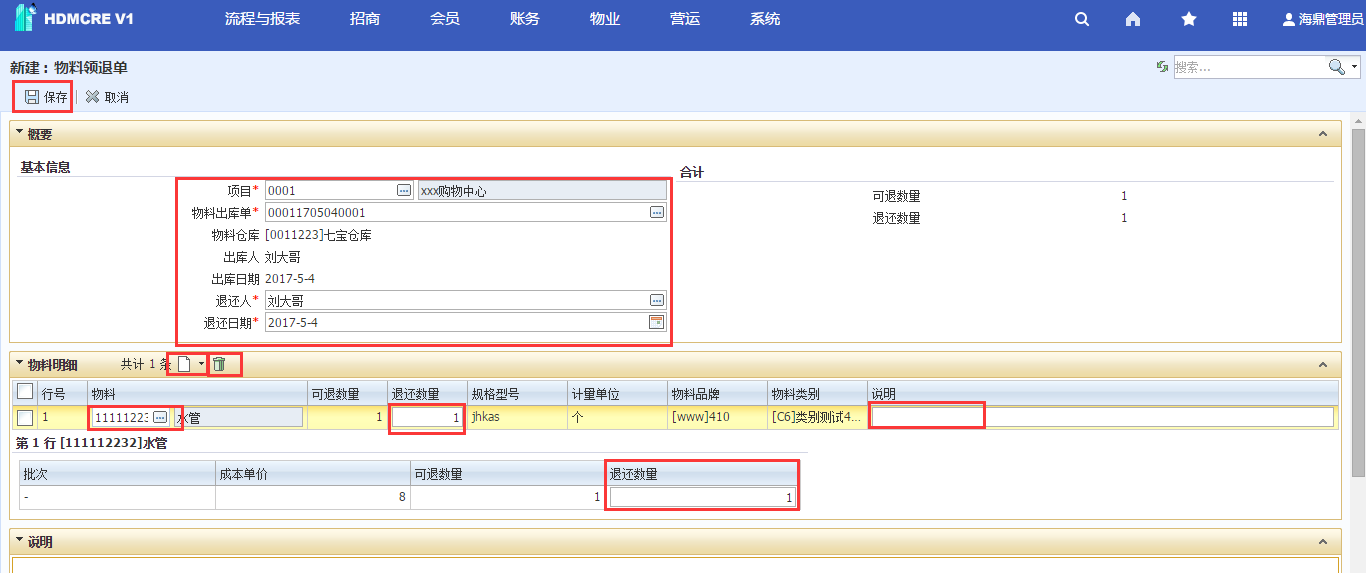 HDMCRE V1 流程与报表 招商 会员 账务 物业 营运 系统 海鼎管理员
新建：物料领退单 搜索...
保存 取消
概要
基本信息
合计
项目* 0001 xxx购物中心
可退数量 1
物料出库单* 00011705040001
退还数量 1
物料仓库 [0011223]七宝仓库
出库人 刘大哥
出库日期 2017-5-4
退还人* 刘大哥
退还日期* 2017-5-4
物料明细 共计 1 条
行号 物料 可退数量 退还数量 规格型号 计量单位 物料品牌 物料类别 说明
1 11111223 水管 1 1 jhkas 个 [www]410 [C6]类别测试4...
第 1 行 [111112232]水管
批次 成本单价 可退数量 退还数量
- 8 1 1
说明